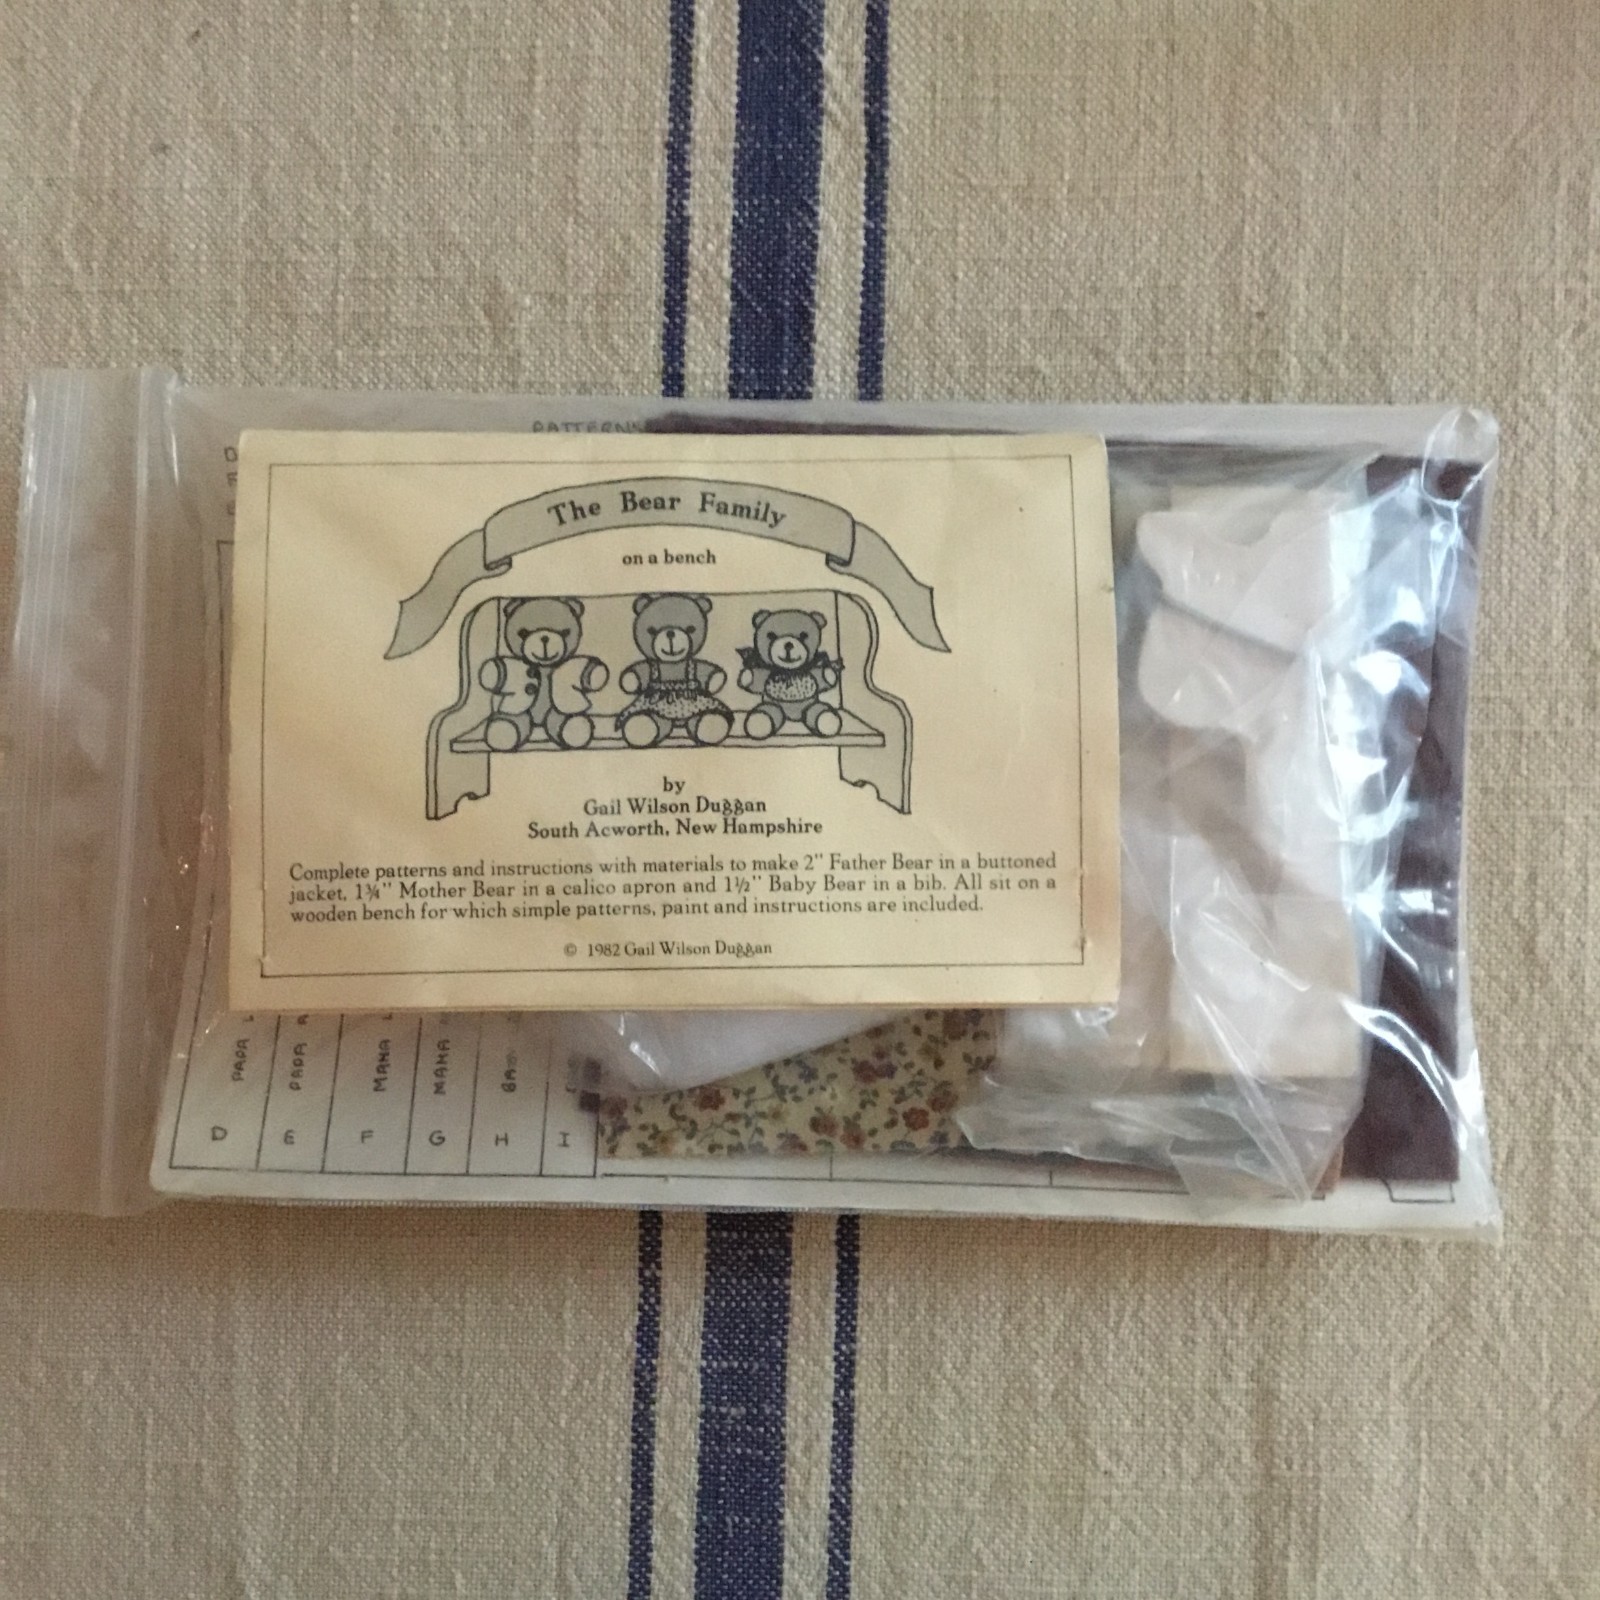 PATTERNS
The Bear Family
on a bench
by
Gail Wilson Duggan
South Acworth, New Hampshire
Complete patterns and instructions with materials to make 2" Father Bear in a buttoned
jacket, 1¾" Mother Bear in a calico apron and 1½" Baby Bear in a bib. All sit on a
wooden bench for which simple patterns, paint and instructions are included.
© 1982 Gail Wilson Duggan
PAPA
PAPA
MAMA
MAMA
D E F G H I